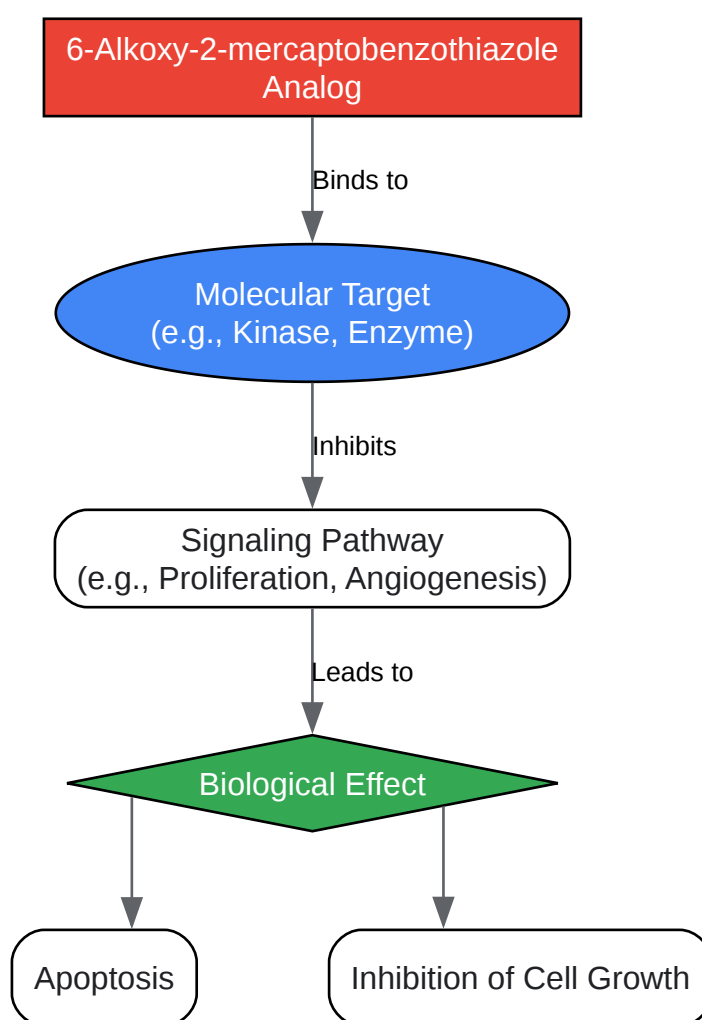 6-Alkoxy-2-mercaptobenzothiazole
Analog
Binds to
Molecular Target
(e.g., Kinase, Enzyme)
Inhibits
Signaling Pathway
(e.g., Proliferation, Angiogenesis)
Leads to
Biological Effect
Apoptosis
Inhibition of Cell Growth